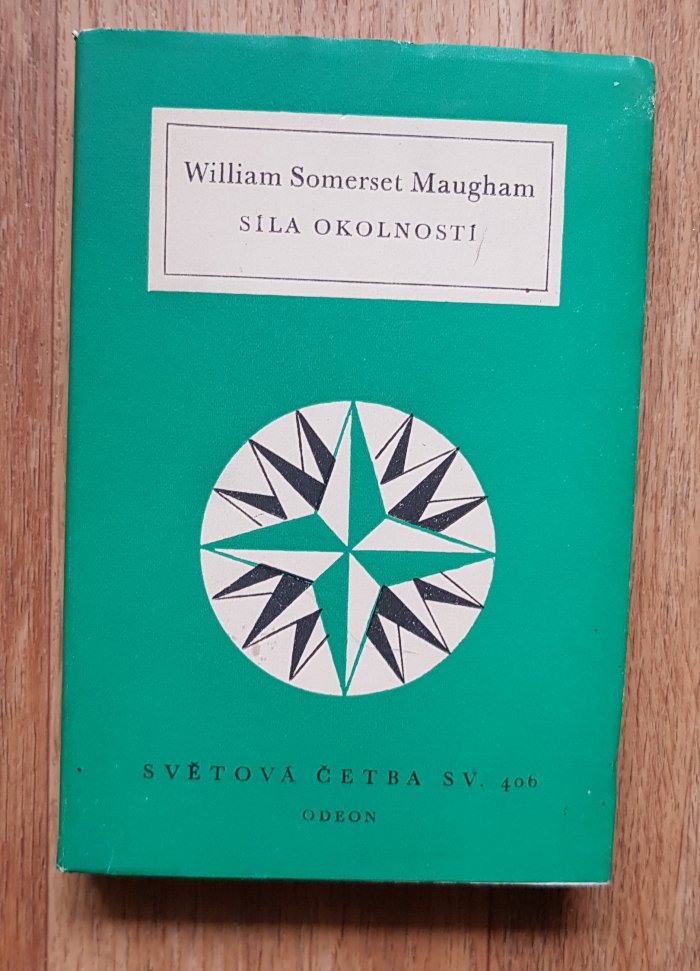 William Somerset Maugham
SÍLA OKOLNOSTÍ
SVĚTOVÁ ČETBA SV. 406
ODEON